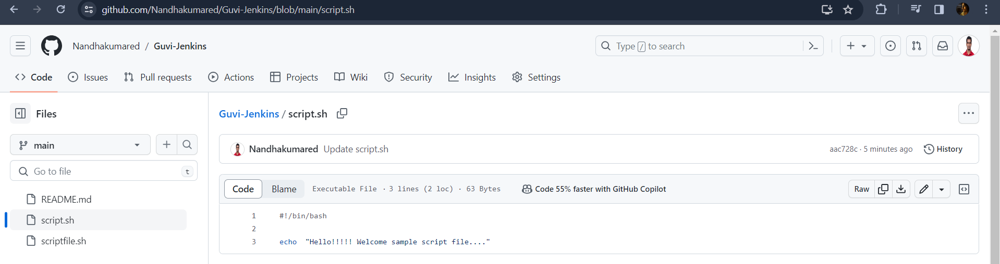 github.com/Nandhakumared/Guvi-Jenkins/blob/main/script.sh
Nandhakumared / Guvi-Jenkins
Type / to search
Code Issues Pull requests Actions Projects Wiki Security Insights Settings
Files
Guvi-Jenkins / script.sh
main
Nandhakumared Update script.sh
aac728c · 5 minutes ago
History
Go to file
t
Code Blame Executable File · 3 lines (2 loc) · 63 Bytes
Code 55% faster with GitHub Copilot
Raw
README.md
script.sh
scriptfile.sh
1 #!/bin/bash
2
3 echo  "Hello!!!!! Welcome sample script file...."